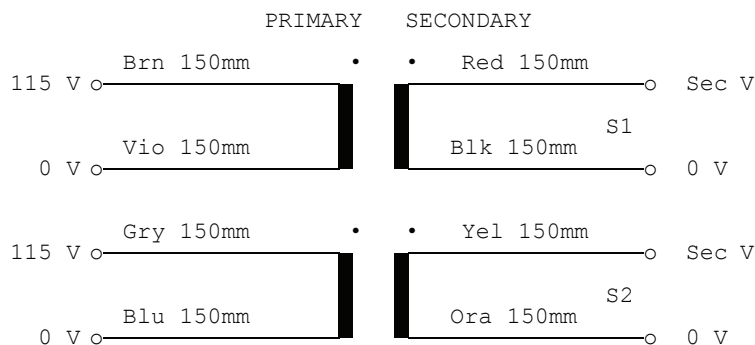 PRIMARY SECONDARY
Brn 150mm Red 150mm
115 V Sec V
S1
Vio 150mm Blk 150mm
0 V 0 V
Gry 150mm Yel 150mm
115 V Sec V
S2
Blu 150mm Ora 150mm
0 V 0 V